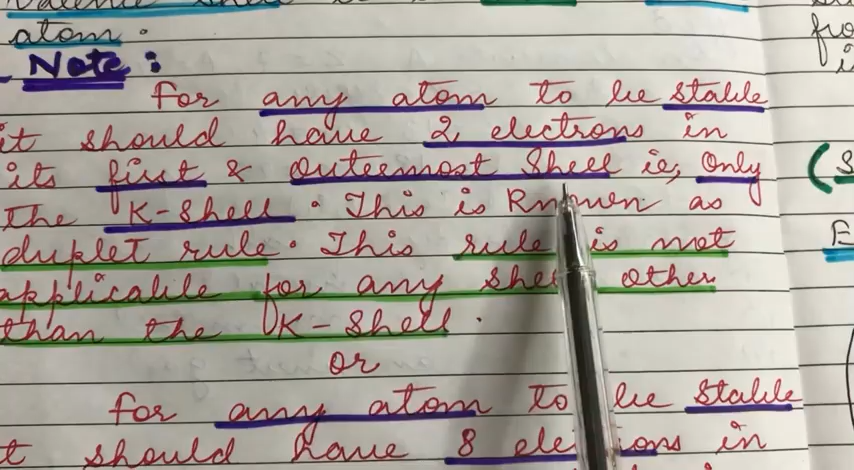 atom.
Note:
For any atom to be stable
it should have 2 electrons in
its first & outermost shell ie, only
the K-shell. This is Known as
duplet rule. This rule is not
applicable for any shell other
than the K-shell.
or
for any atom to be stable
t should have 8 electrons in